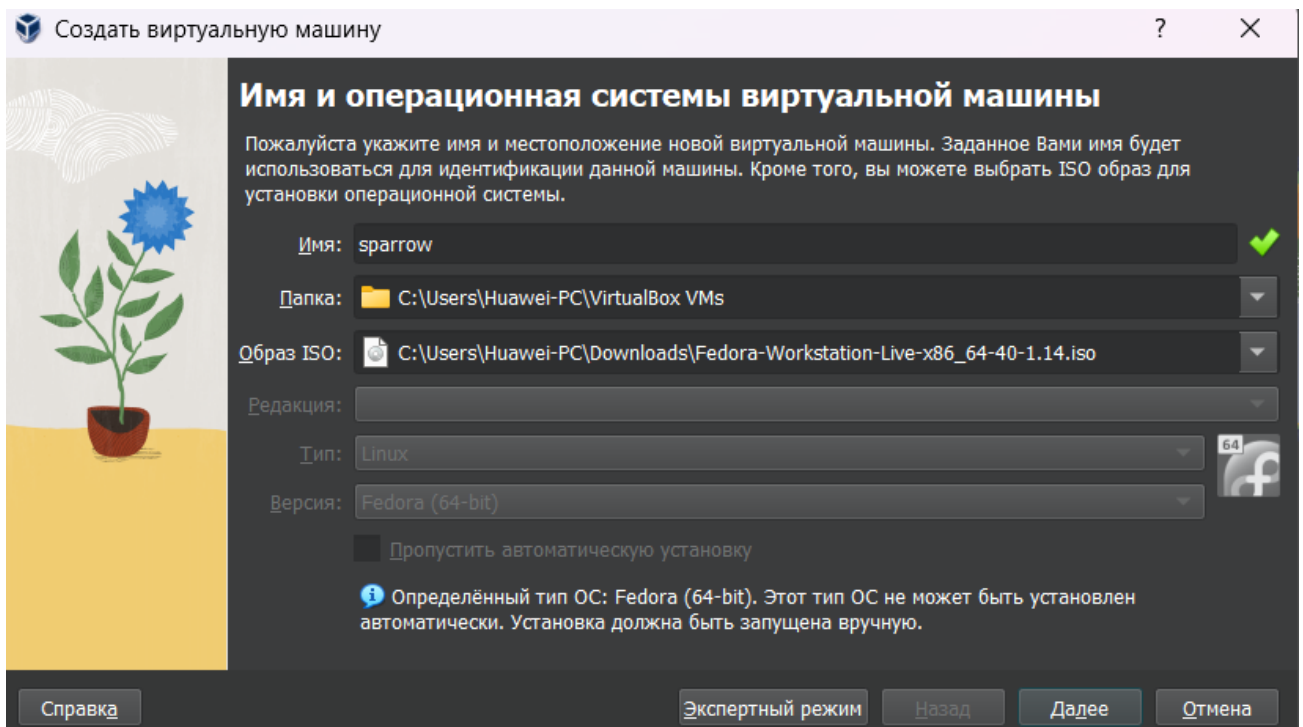 Создать виртуальную машину
?
Имя и операционная системы виртуальной машины
Пожалуйста укажите имя и местоположение новой виртуальной машины. Заданное Вами имя будет
использоваться для идентификации данной машины. Кроме того, вы можете выбрать ISO образ для
установки операционной системы.
Имя: sparrow
Папка: C:\Users\Huawei-PC\VirtualBox VMs
Образ ISO: C:\Users\Huawei-PC\Downloads\Fedora-Workstation-Live-x86_64-40-1.14.iso
Редакция:
Тип: Linux
64
Версия: Fedora (64-bit)
Пропустить автоматическую установку
Определённый тип ОС: Fedora (64-bit). Этот тип ОС не может быть установлен
автоматически. Установка должна быть запущена вручную.
Справка Экспертный режим Назад Далее Отмена